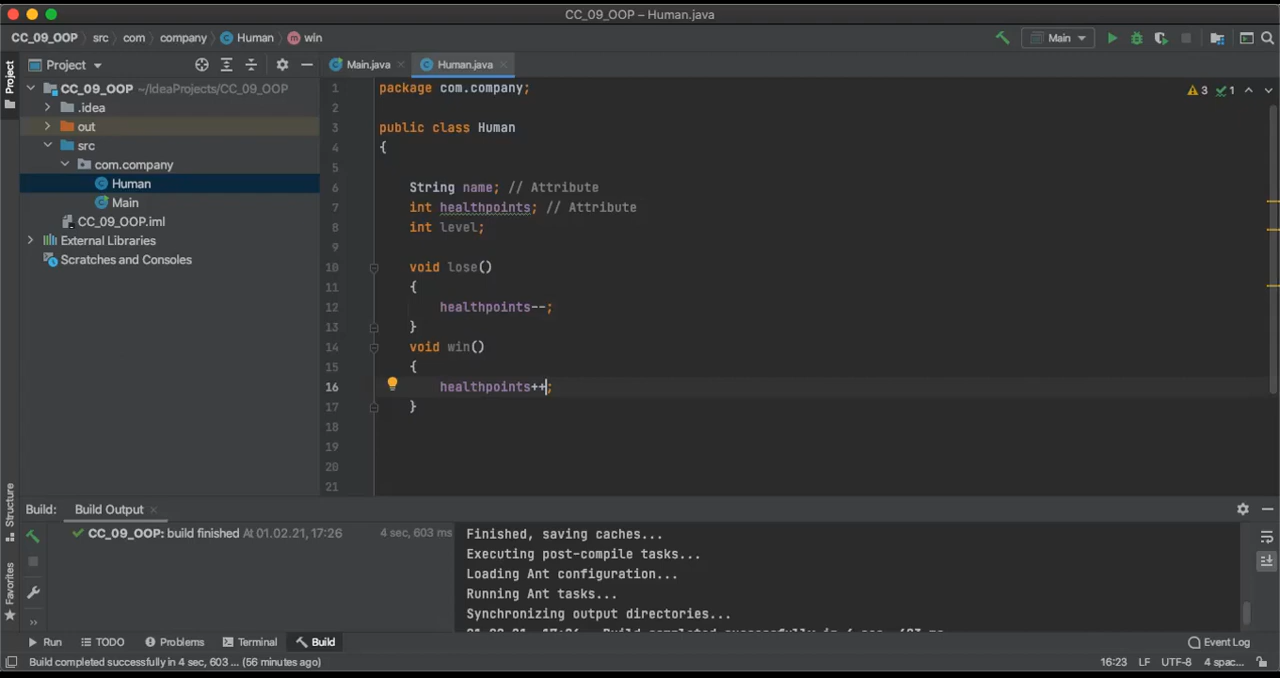 CC_09_OOP – Human.java
CC_09_OOP src com company Human win Main
Project Main.java Human.java
CC_09_OOP ~/IdeaProjects/CC_09_OOP
.idea
out
src
com.company
Human
Main
CC_09_OOP.iml
External Libraries
Scratches and Consoles
Project
Structure
Favorites
3 1
1 package com.company;
2
3 public class Human
4 {
5
6 String name; // Attribute
7 int healthpoints; // Attribute
8 int level;
9
10 void lose()
11 {
12 healthpoints--;
13 }
14 void win()
15 {
16 healthpoints++;
17 }
18
19
20
21
Build: Build Output
CC_09_OOP: build finished At 01.02.21, 17:26 4 sec, 603 ms
Finished, saving caches...
Executing post-compile tasks...
Loading Ant configuration...
Running Ant tasks...
Synchronizing output directories...
Run TODO Problems Terminal Build Event Log
Build completed successfully in 4 sec, 603 ... (56 minutes ago) 16:23 LF UTF-8 4 spac...